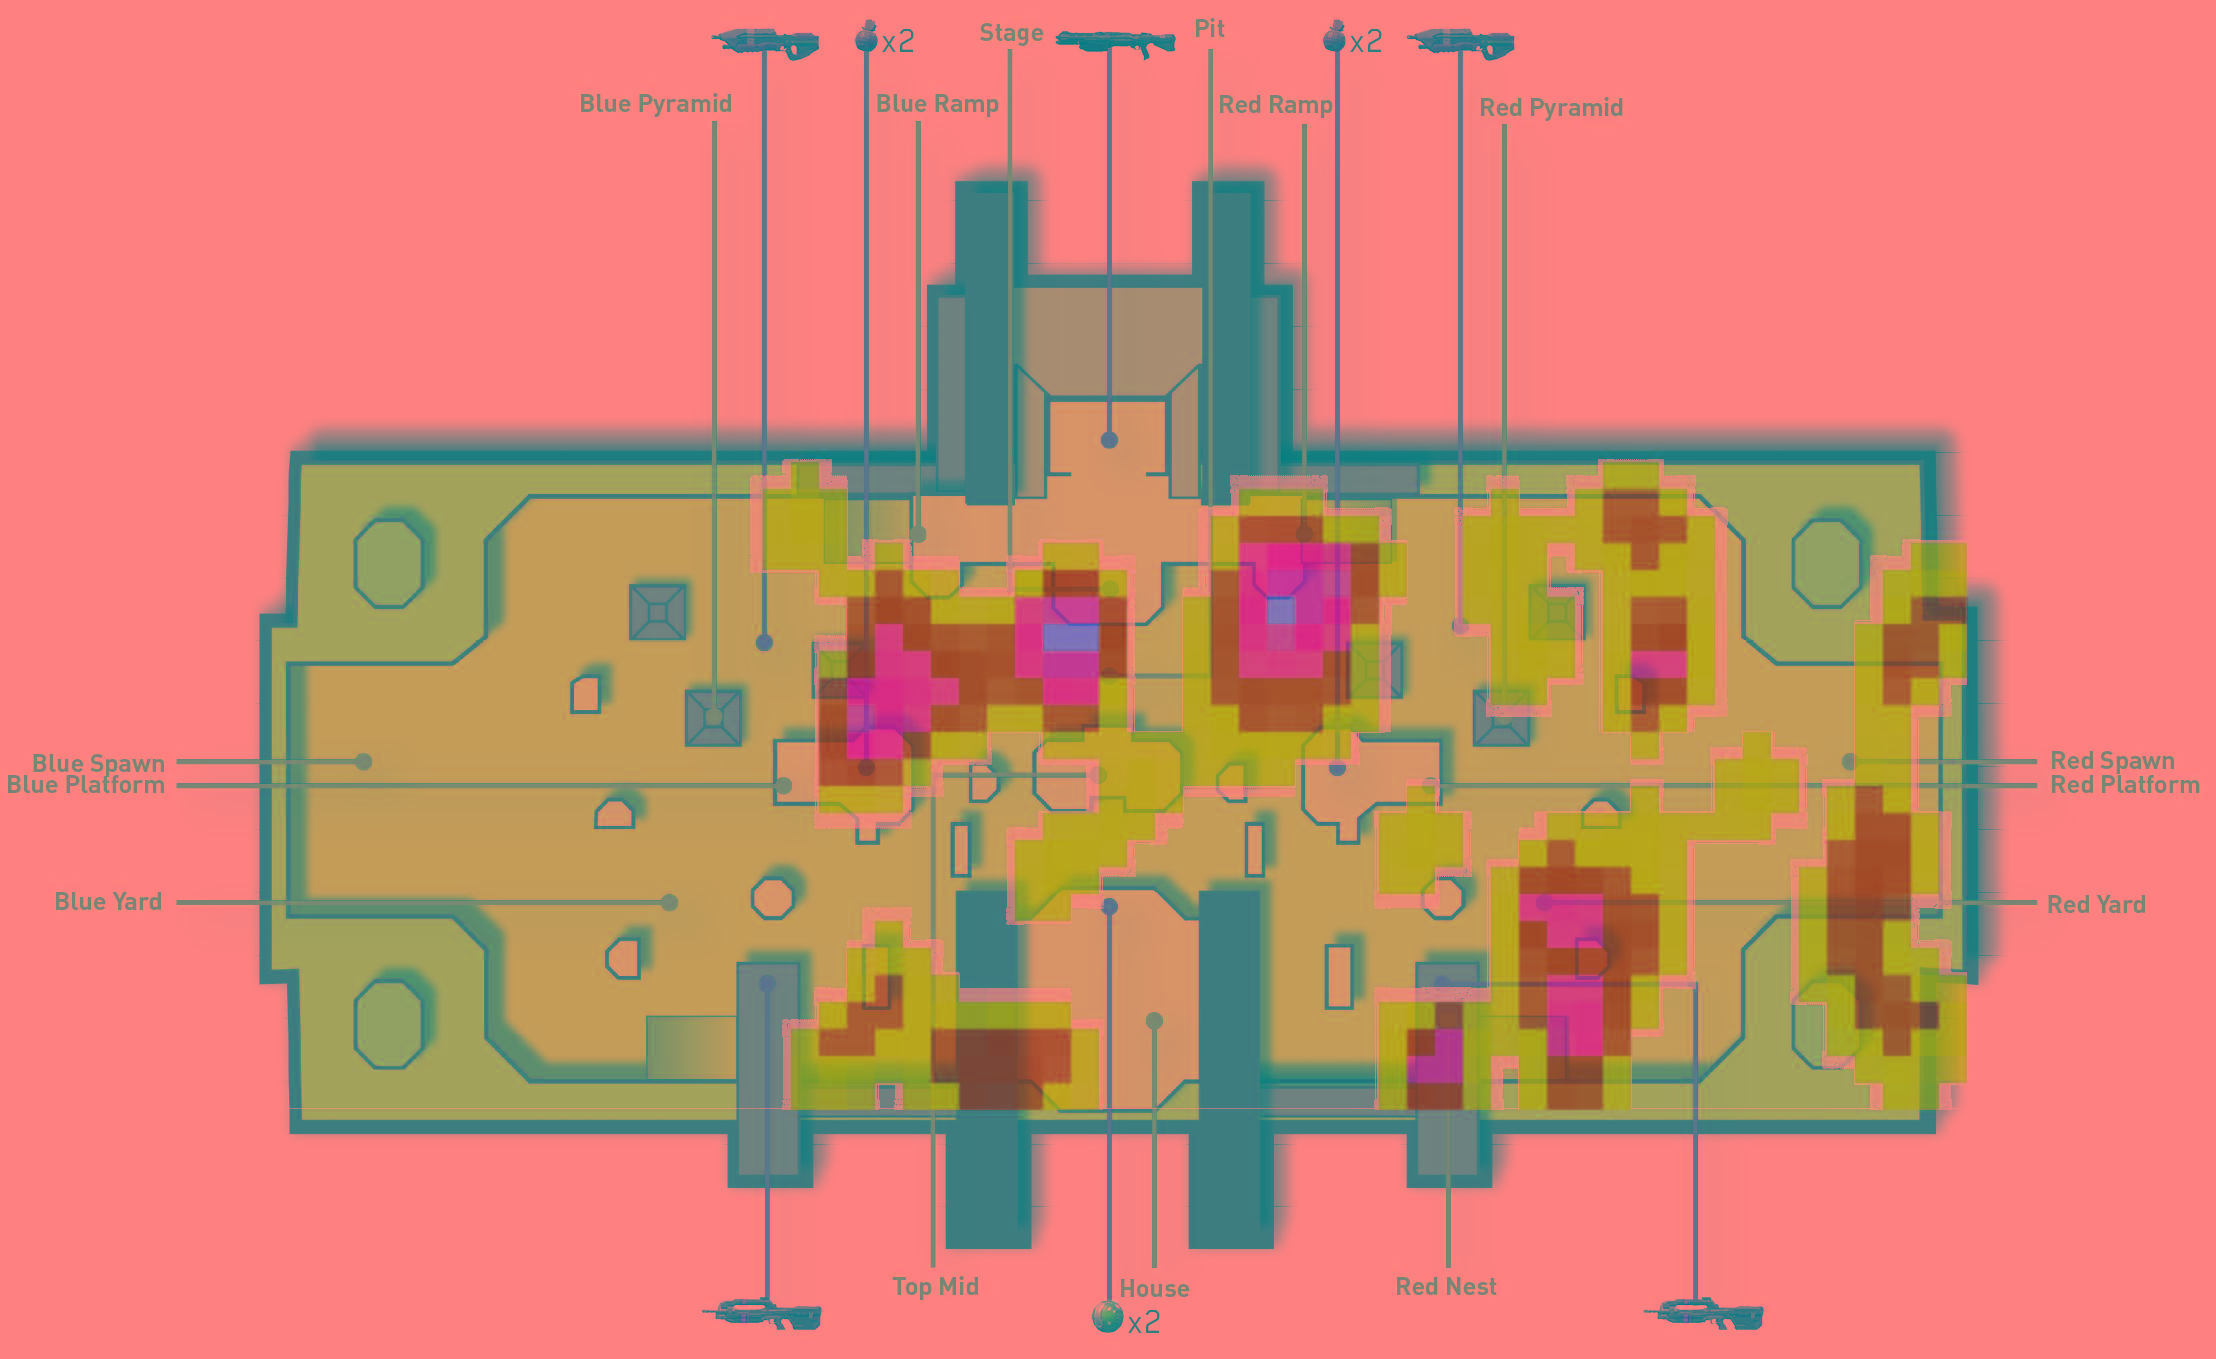 Stage
Pit
x2
x2
Blue Pyramid
Blue Ramp
Red Ramp
Red Pyramid
Blue Spawn
Blue Platform
Red Spawn
Red Platform
Blue Yard
Red Yard
Top Mid
House
Red Nest
x2